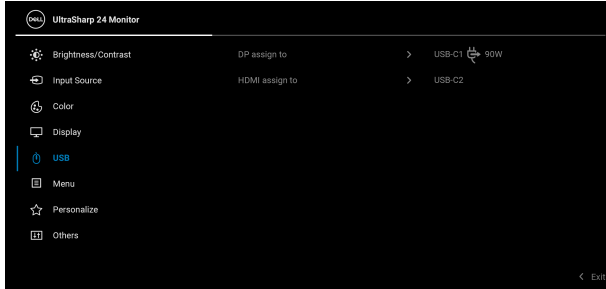 DELL UltraSharp 24 Monitor
Brightness/Contrast DP assign to > USB-C1 90W
Input Source HDMI assign to > USB-C2
Color
Display
USB
Menu
Personalize
Others
< Exit